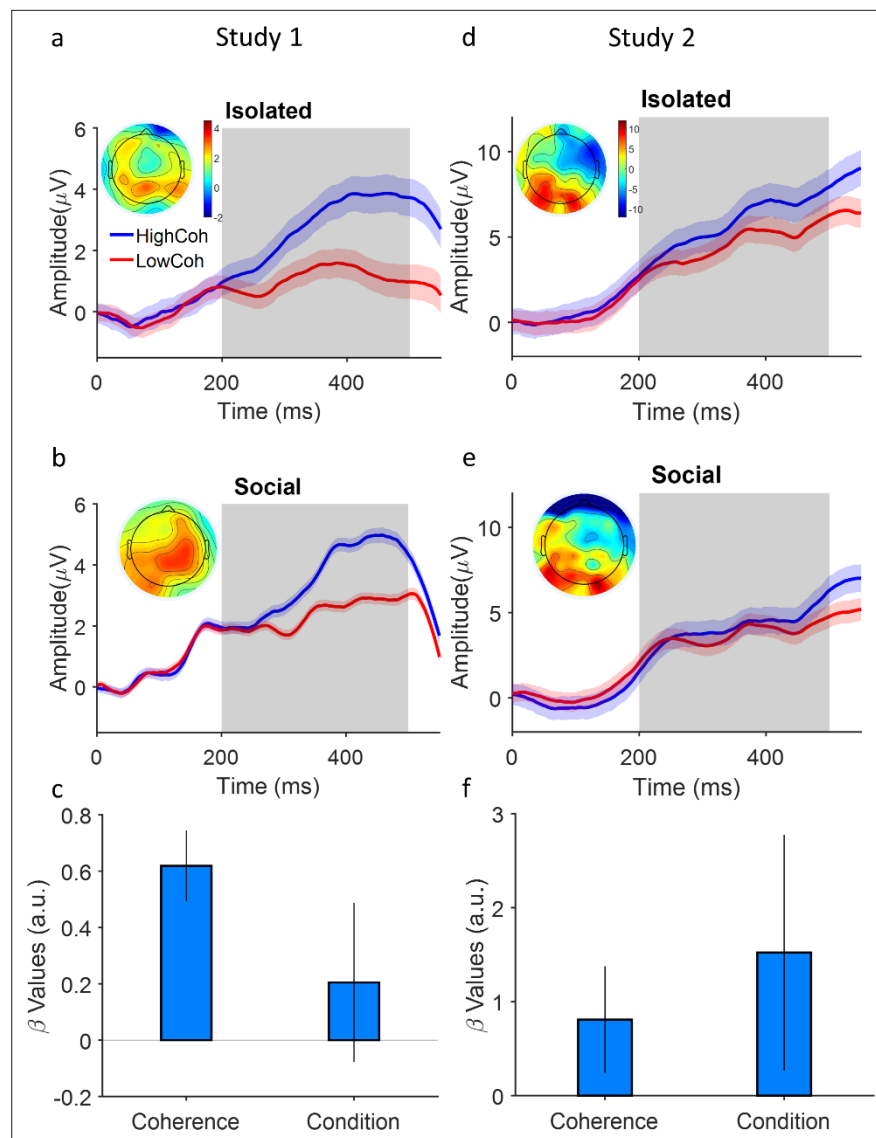 Study 1
Study 2
a
Isolated
6
4
2
0
Amplitude(μV)
4
2
0
-2
HighCoh
LowCoh
0
200
400
Time (ms)
d
Isolated
10
5
0
Amplitude(μV)
10
5
0
-5
-10
0
200
400
Time (ms)
b
Social
6
4
2
0
Amplitude(μV)
0
200
400
Time (ms)
e
Social
10
5
0
Amplitude(μV)
0
200
400
Time (ms)
c
0.8
0.6
0.4
0.2
0
-0.2
β Values (a.u.)
Coherence
Condition
f
3
2
1
0
β Values (a.u.)
Coherence
Condition